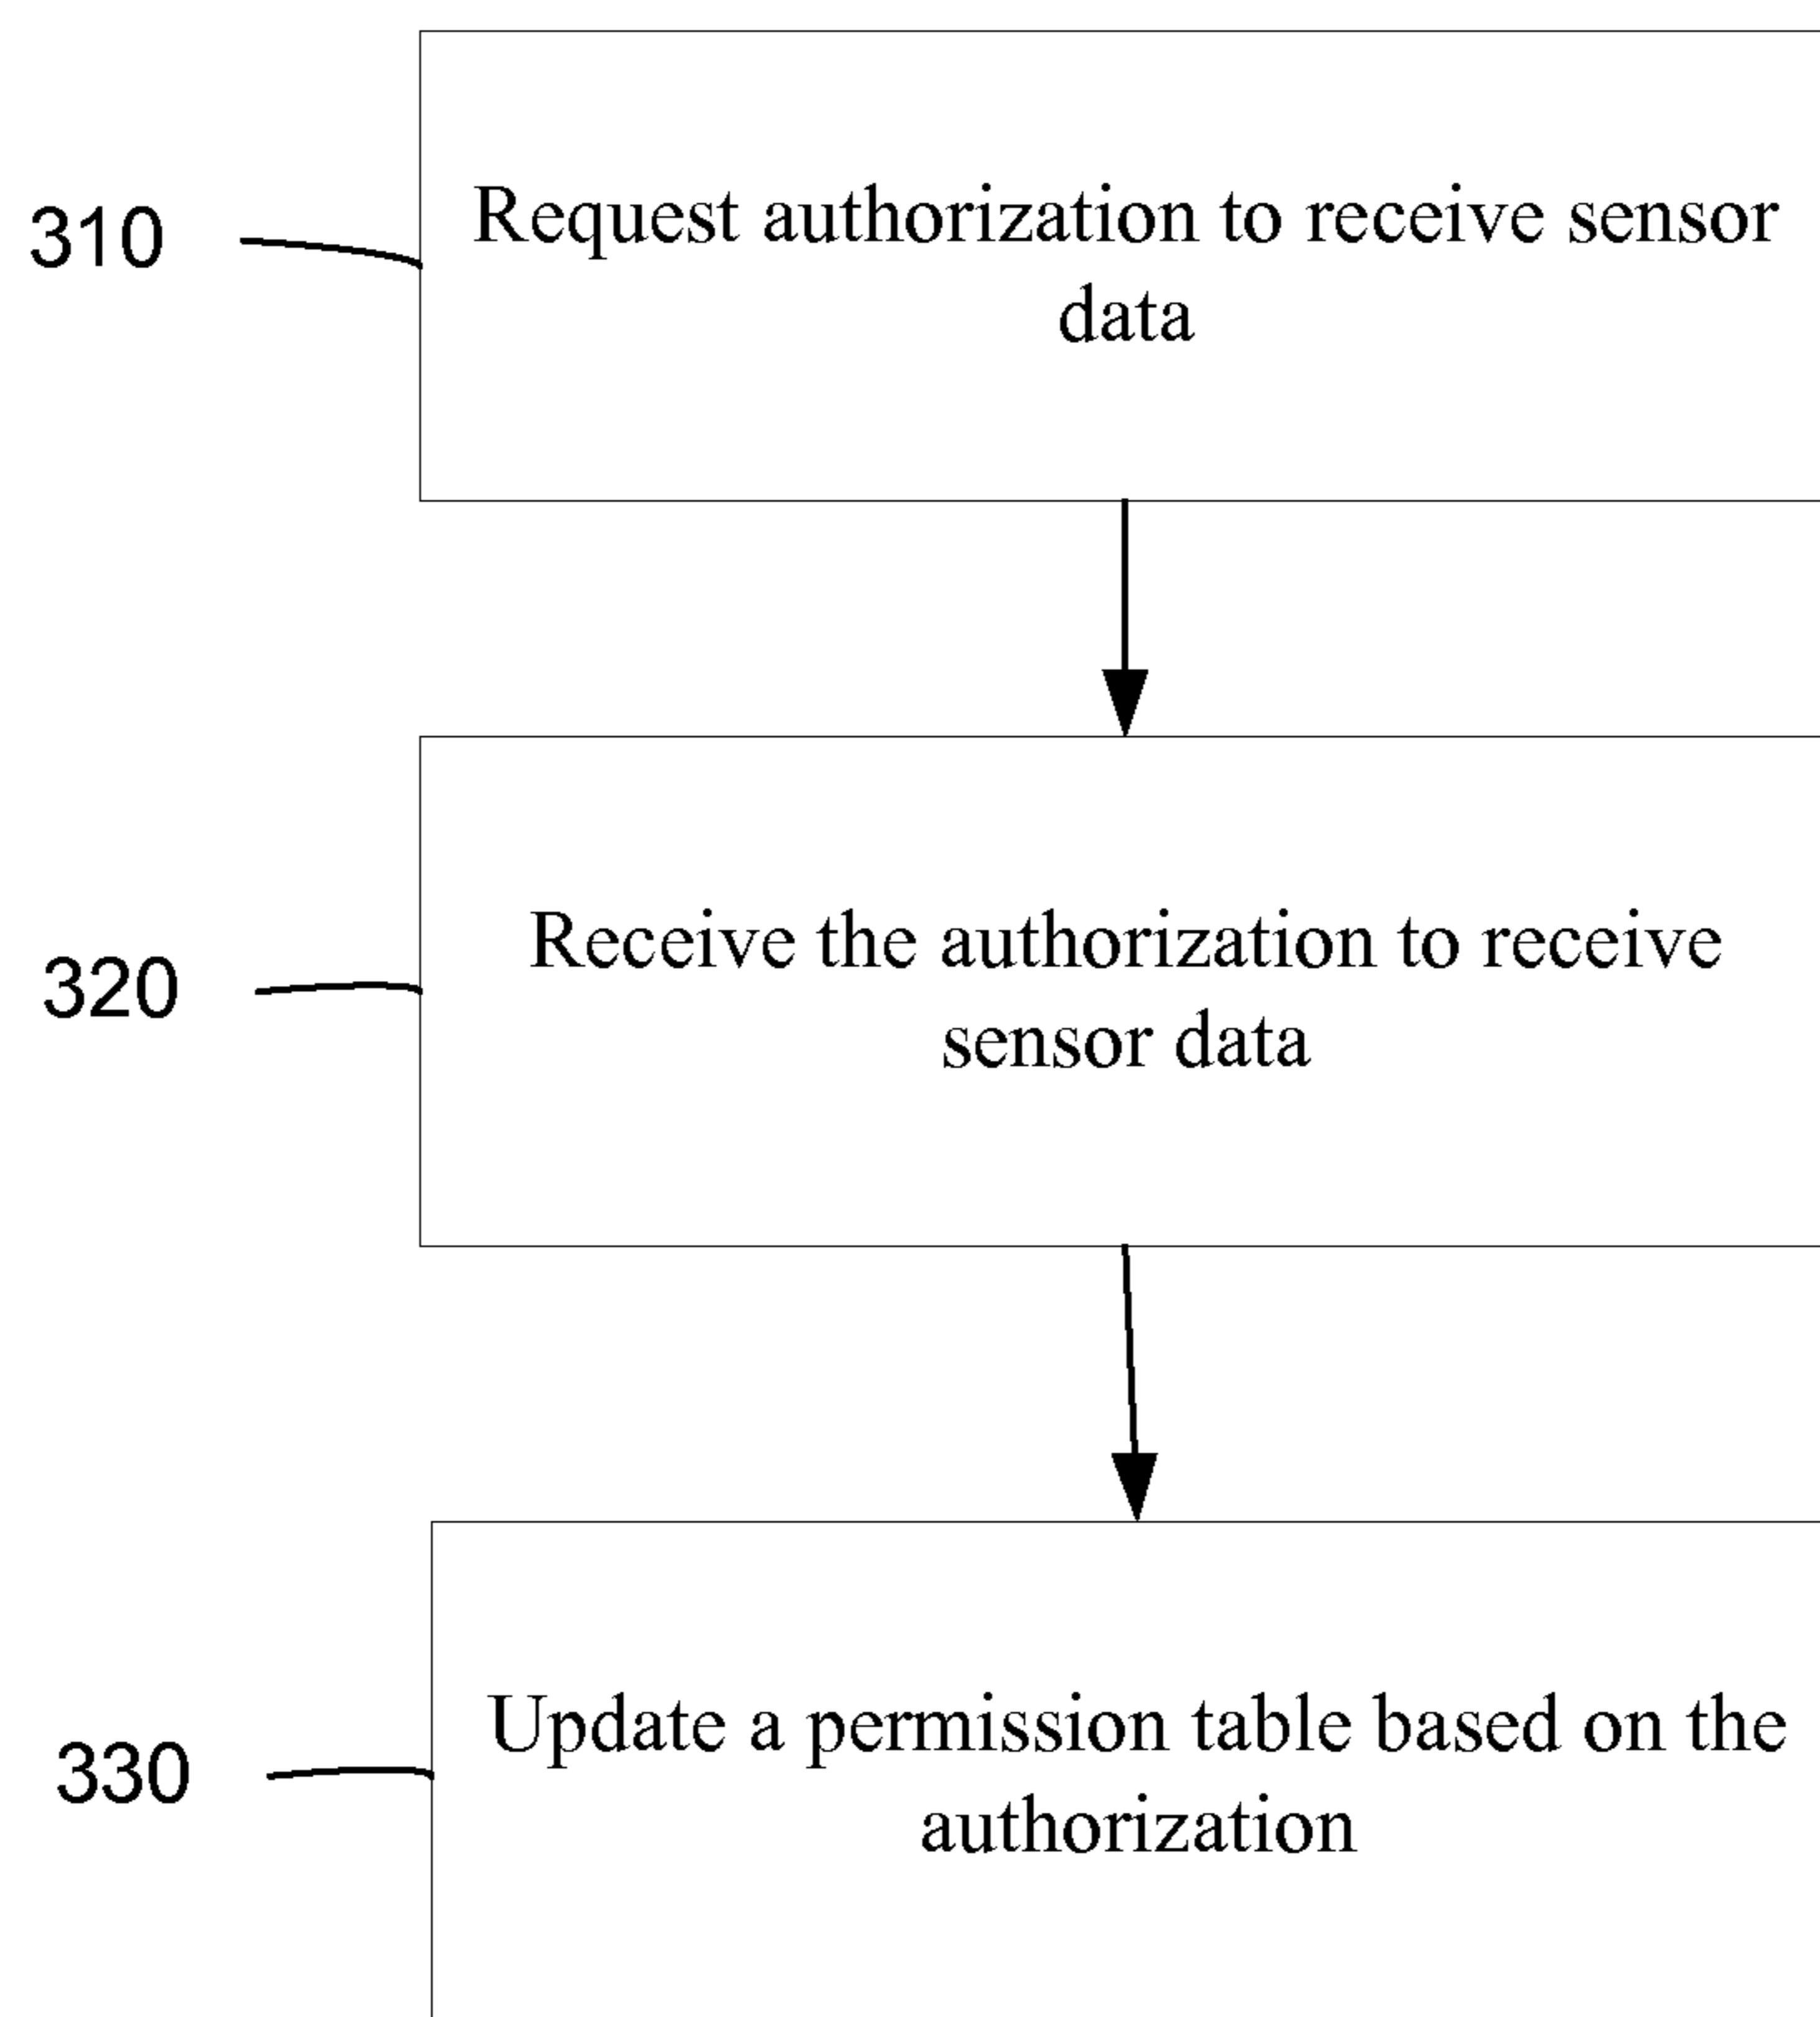 310
Request authorization to receive sensor
data
320
Receive the authorization to receive
sensor data
330
Update a permission table based on the
authorization